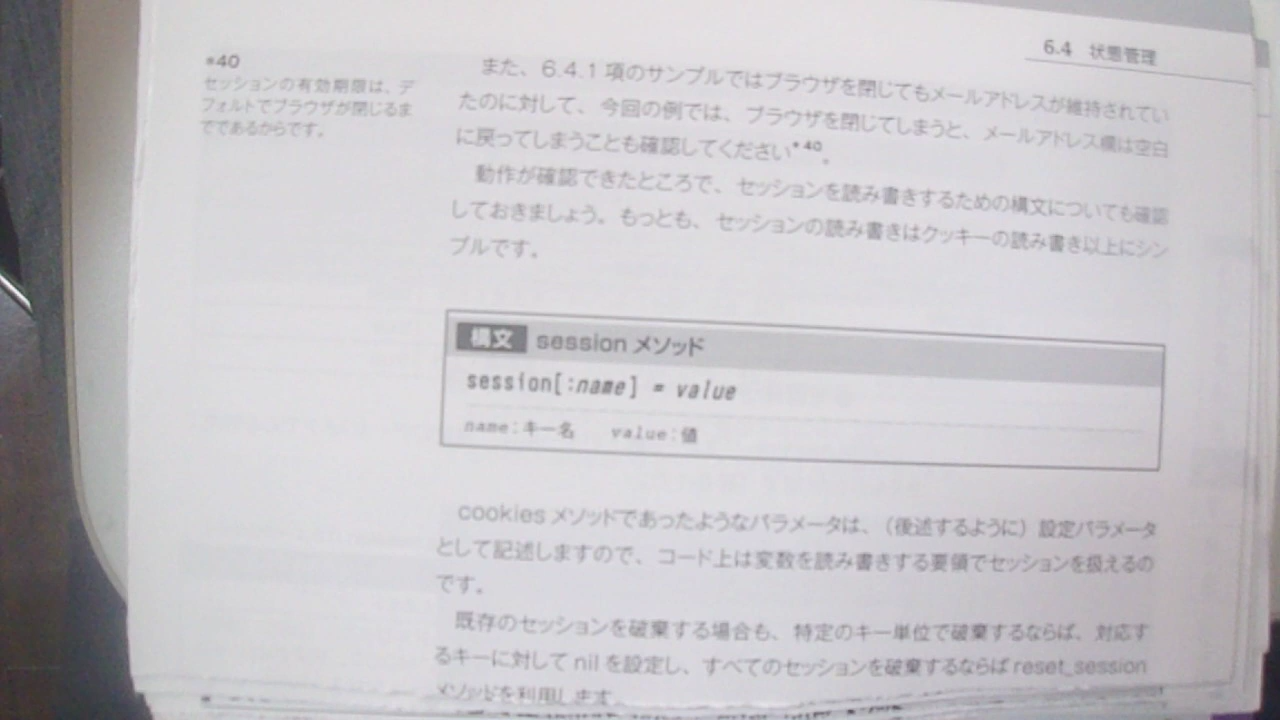 6.4 状態管理
*40
セッションの有効期限は、デ
フォルトでブラウザが閉じるま
でであるからです。
また、6.4.1 項のサンプルではブラウザを閉じてもメールアドレスが維持されてい
たのに対して、今回の例では、ブラウザを閉じてしまうと、メールアドレス欄は空白
に戻ってしまうことも確認してください*40。
動作が確認できたところで、セッションを読み書きするための構文についても確認
しておきましょう。もっとも、セッションの読み書きはクッキーの読み書き以上にシン
プルです。
構文 session メソッド
session[:name] = value
name:キー名 value:値
cookies メソッドであったようなパラメータは、(後述するように) 設定パラメータ
として記述しますので、コード上は変数を読み書きする要領でセッションを扱えるの
です。
既存のセッションを破棄する場合も、特定のキー単位で破棄するならば、対応す
るキーに対して nil を設定し、すべてのセッションを破棄するならば reset_session
メソッドを利用します。